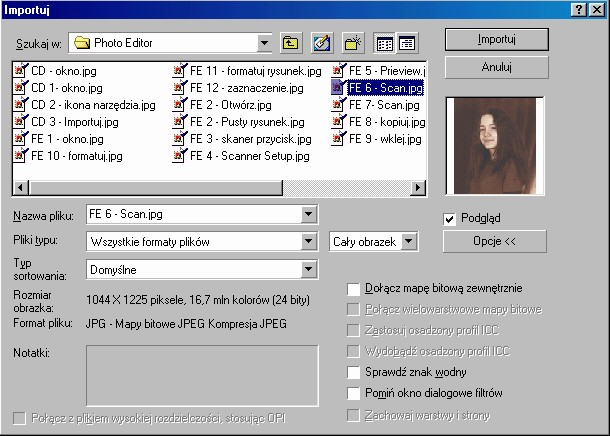 Importuj
Szukaj w: Photo Editor
Importuj
Anuluj
CD - okno.jpg
CD 1- okno.jpg
CD 2 - ikona narzędzia.jpg
CD 3 - Importuj.jpg
FE 1 - okno.jpg
FE 10 - formatuj.jpg
FE 11 - formatuj rysunek.jpg
FE 12 - zaznaczenie.jpg
FE 2 - Otwórz.jpg
FE 2 - Pusty rysunek.jpg
FE 3 - skaner przycisk.jpg
FE 4 - Scanner Setup.jpg
FE 5 - Prieview.j
FE 6 - Scan.jpg
FE 7- Scan.jpg
FE 8 - kopiuj.jpg
FE 9 - wklej.jpg
Nazwa pliku: FE 6 - Scan.jpg
Podgląd
Pliki typu: Wszystkie formaty plików Cały obrazek
Opcje <<
Typ
sortowania: Domyślne
Rozmiar
obrazka: 1044 X 1225 piksele, 16,7 mln kolorów (24 bity)
Format pliku: JPG - Mapy bitowe JPEG Kompresja JPEG
Notatki:
Dołącz mapę bitową zewnętrznie
Połącz wielowarstwowe mapy bitowe
Zastosuj osadzony profil ICC
Wydobądź osadzony profil ICC
Sprawdź znak wodny
Pomiń okno dialogowe filtrów
Zachowaj warstwy i strony
Połącz z plikiem wysokiej rozdzielczości, stosując OPI